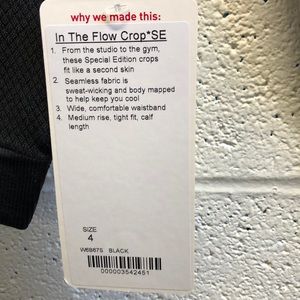 why we made this:
In The Flow Crop*SE
1. From the studio to the gym,
these Special Edition crops
fit like a second skin
2. Seamless fabric is
sweat-wicking and body mapped
to help keep you cool
3. Wide, comfortable waistband
4. Medium rise, tight fit, calf
length
SIZE
4
W6B67S BLACK
000003542451